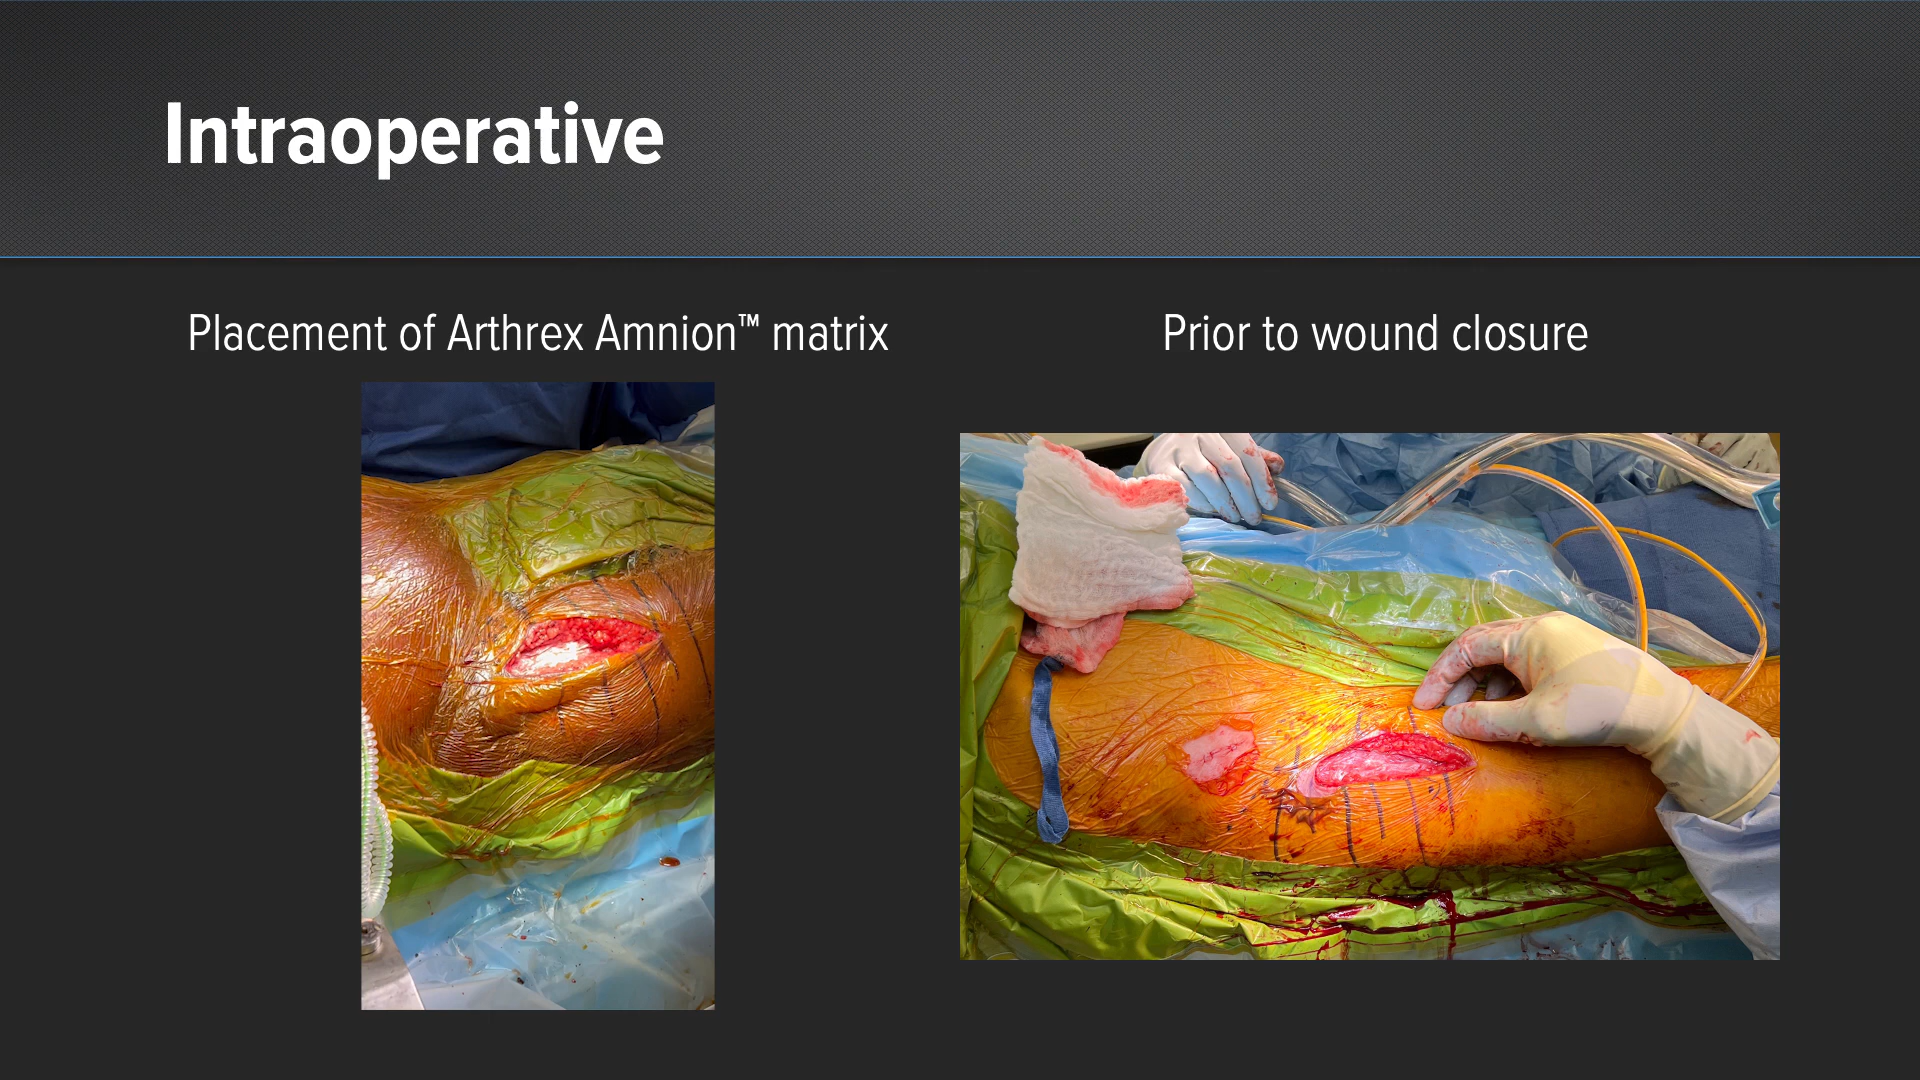 Intraoperative
Placement of Arthrex Amnion™ matrix
Prior to wound closure